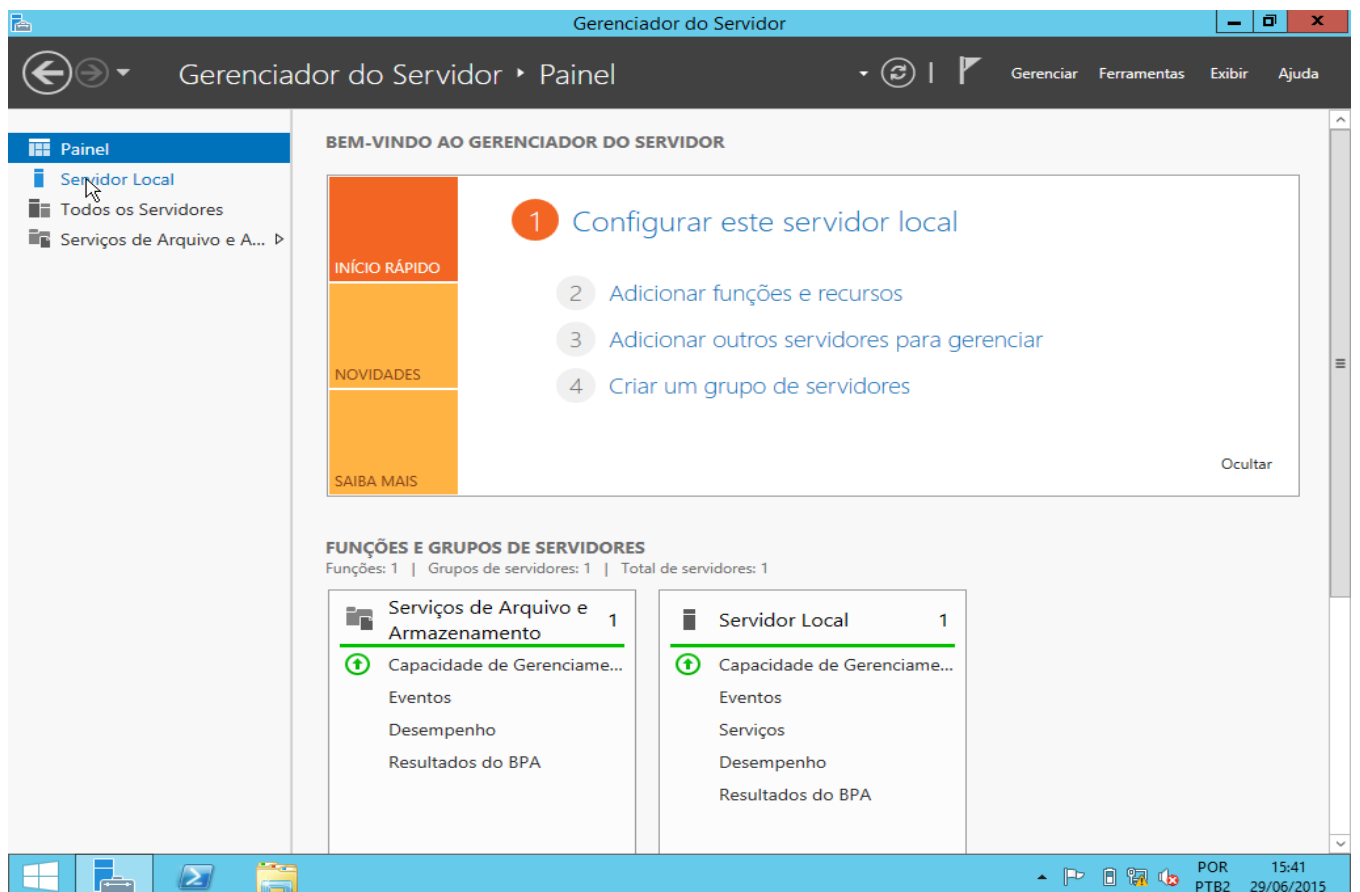 Gerenciador do Servidor
Gerenciador do Servidor ‣ Painel
Gerenciar Ferramentas Exibir Ajuda
Painel
Servidor Local
Todos os Servidores
Serviços de Arquivo e A...
BEM-VINDO AO GERENCIADOR DO SERVIDOR
INÍCIO RÁPIDO
NOVIDADES
SAIBA MAIS
1 Configurar este servidor local
2 Adicionar funções e recursos
3 Adicionar outros servidores para gerenciar
4 Criar um grupo de servidores
Ocultar
FUNÇÕES E GRUPOS DE SERVIDORES
Funções: 1 | Grupos de servidores: 1 | Total de servidores: 1
Serviços de Arquivo e
Armazenamento
1
Capacidade de Gerenciame...
Eventos
Desempenho
Resultados do BPA
Servidor Local 1
Capacidade de Gerenciame...
Eventos
Serviços
Desempenho
Resultados do BPA
POR
PTB2
15:41
29/06/2015